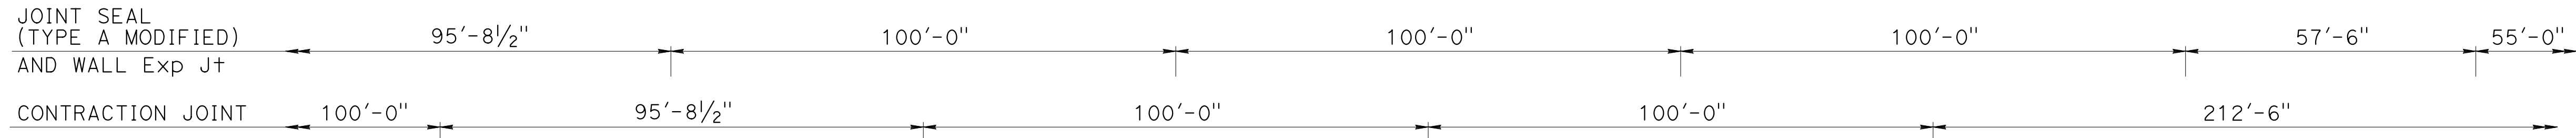 JOINT SEAL
(TYPE A MODIFIED)
AND WALL Exp Jt
95'-8½" 100'-0" 100'-0" 100'-0" 57'-6" 55'-0"
CONTRACTION JOINT 100'-0" 95'-8½" 100'-0" 100'-0" 212'-6"